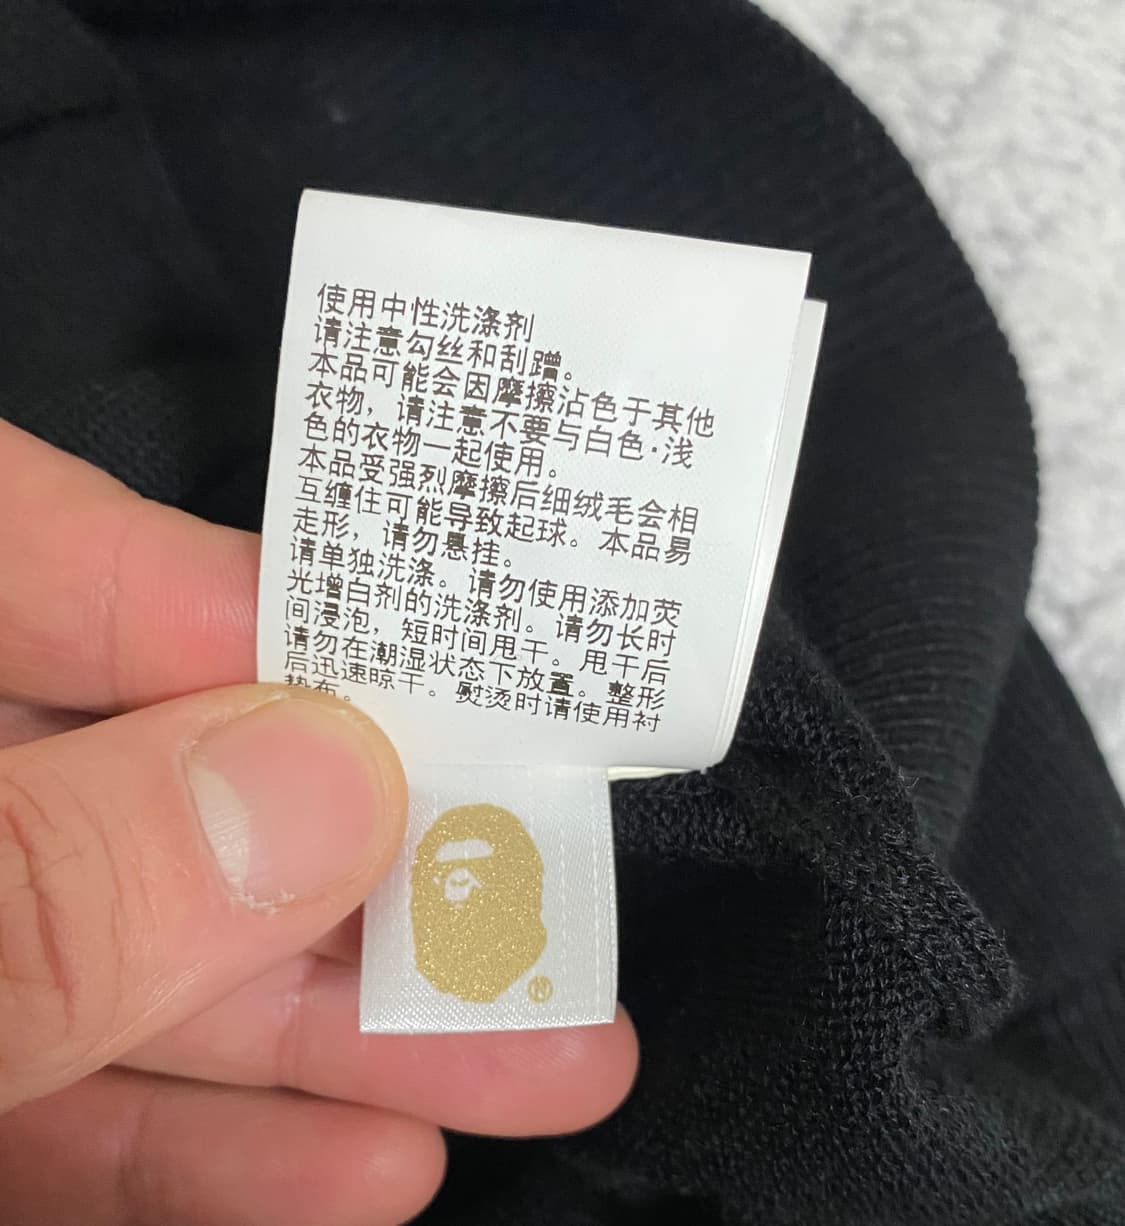 使用中性洗涤剂
请注意勾丝和刮蹭。
本品可能会因摩擦沾色于其他
衣物，请注意不要与白色·浅
色的衣物一起使用。
本品受强烈摩擦后细绒毛会相
互缠住可能导致起球。本品易
走形，请勿悬挂。
请单独洗涤。请勿使用添加荧
光增白剂的洗涤剂。请勿长时
间浸泡，短时间甩干。甩干后
请勿在潮湿状态下放置。整形
后迅速晾干。熨烫时请使用衬
垫布。
®